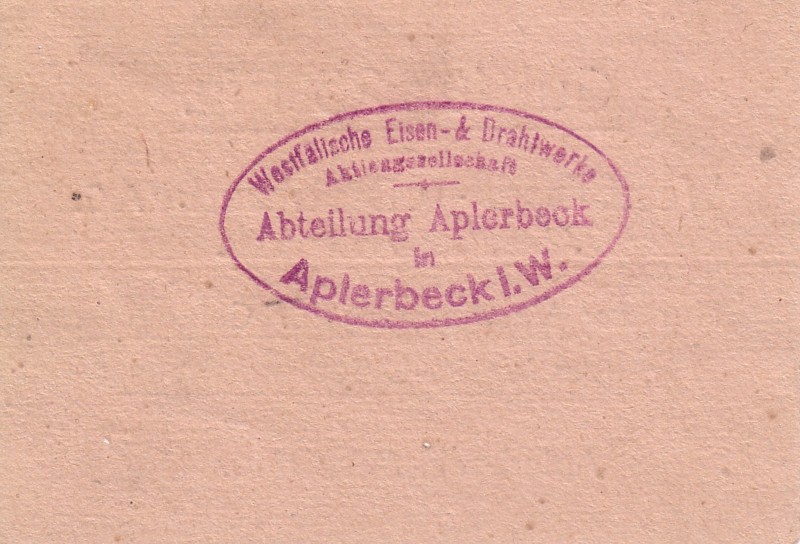 Westfälische Eisen- & Drahtwerke
Aktiengesellschaft
Abteilung Aplerbeck
in
Aplerbeck i.W.